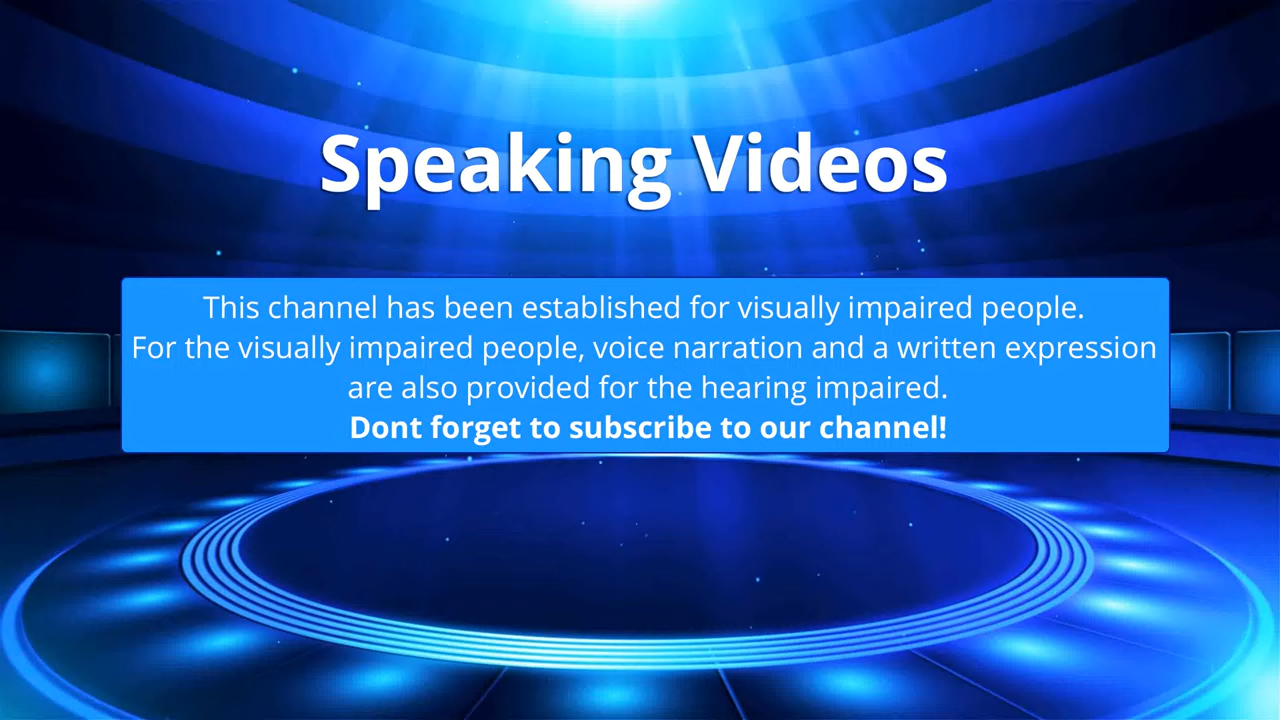 Speaking Videos
This channel has been established for visually impaired people.
For the visually impaired people, voice narration and a written expression
are also provided for the hearing impaired.
Dont forget to subscribe to our channel!